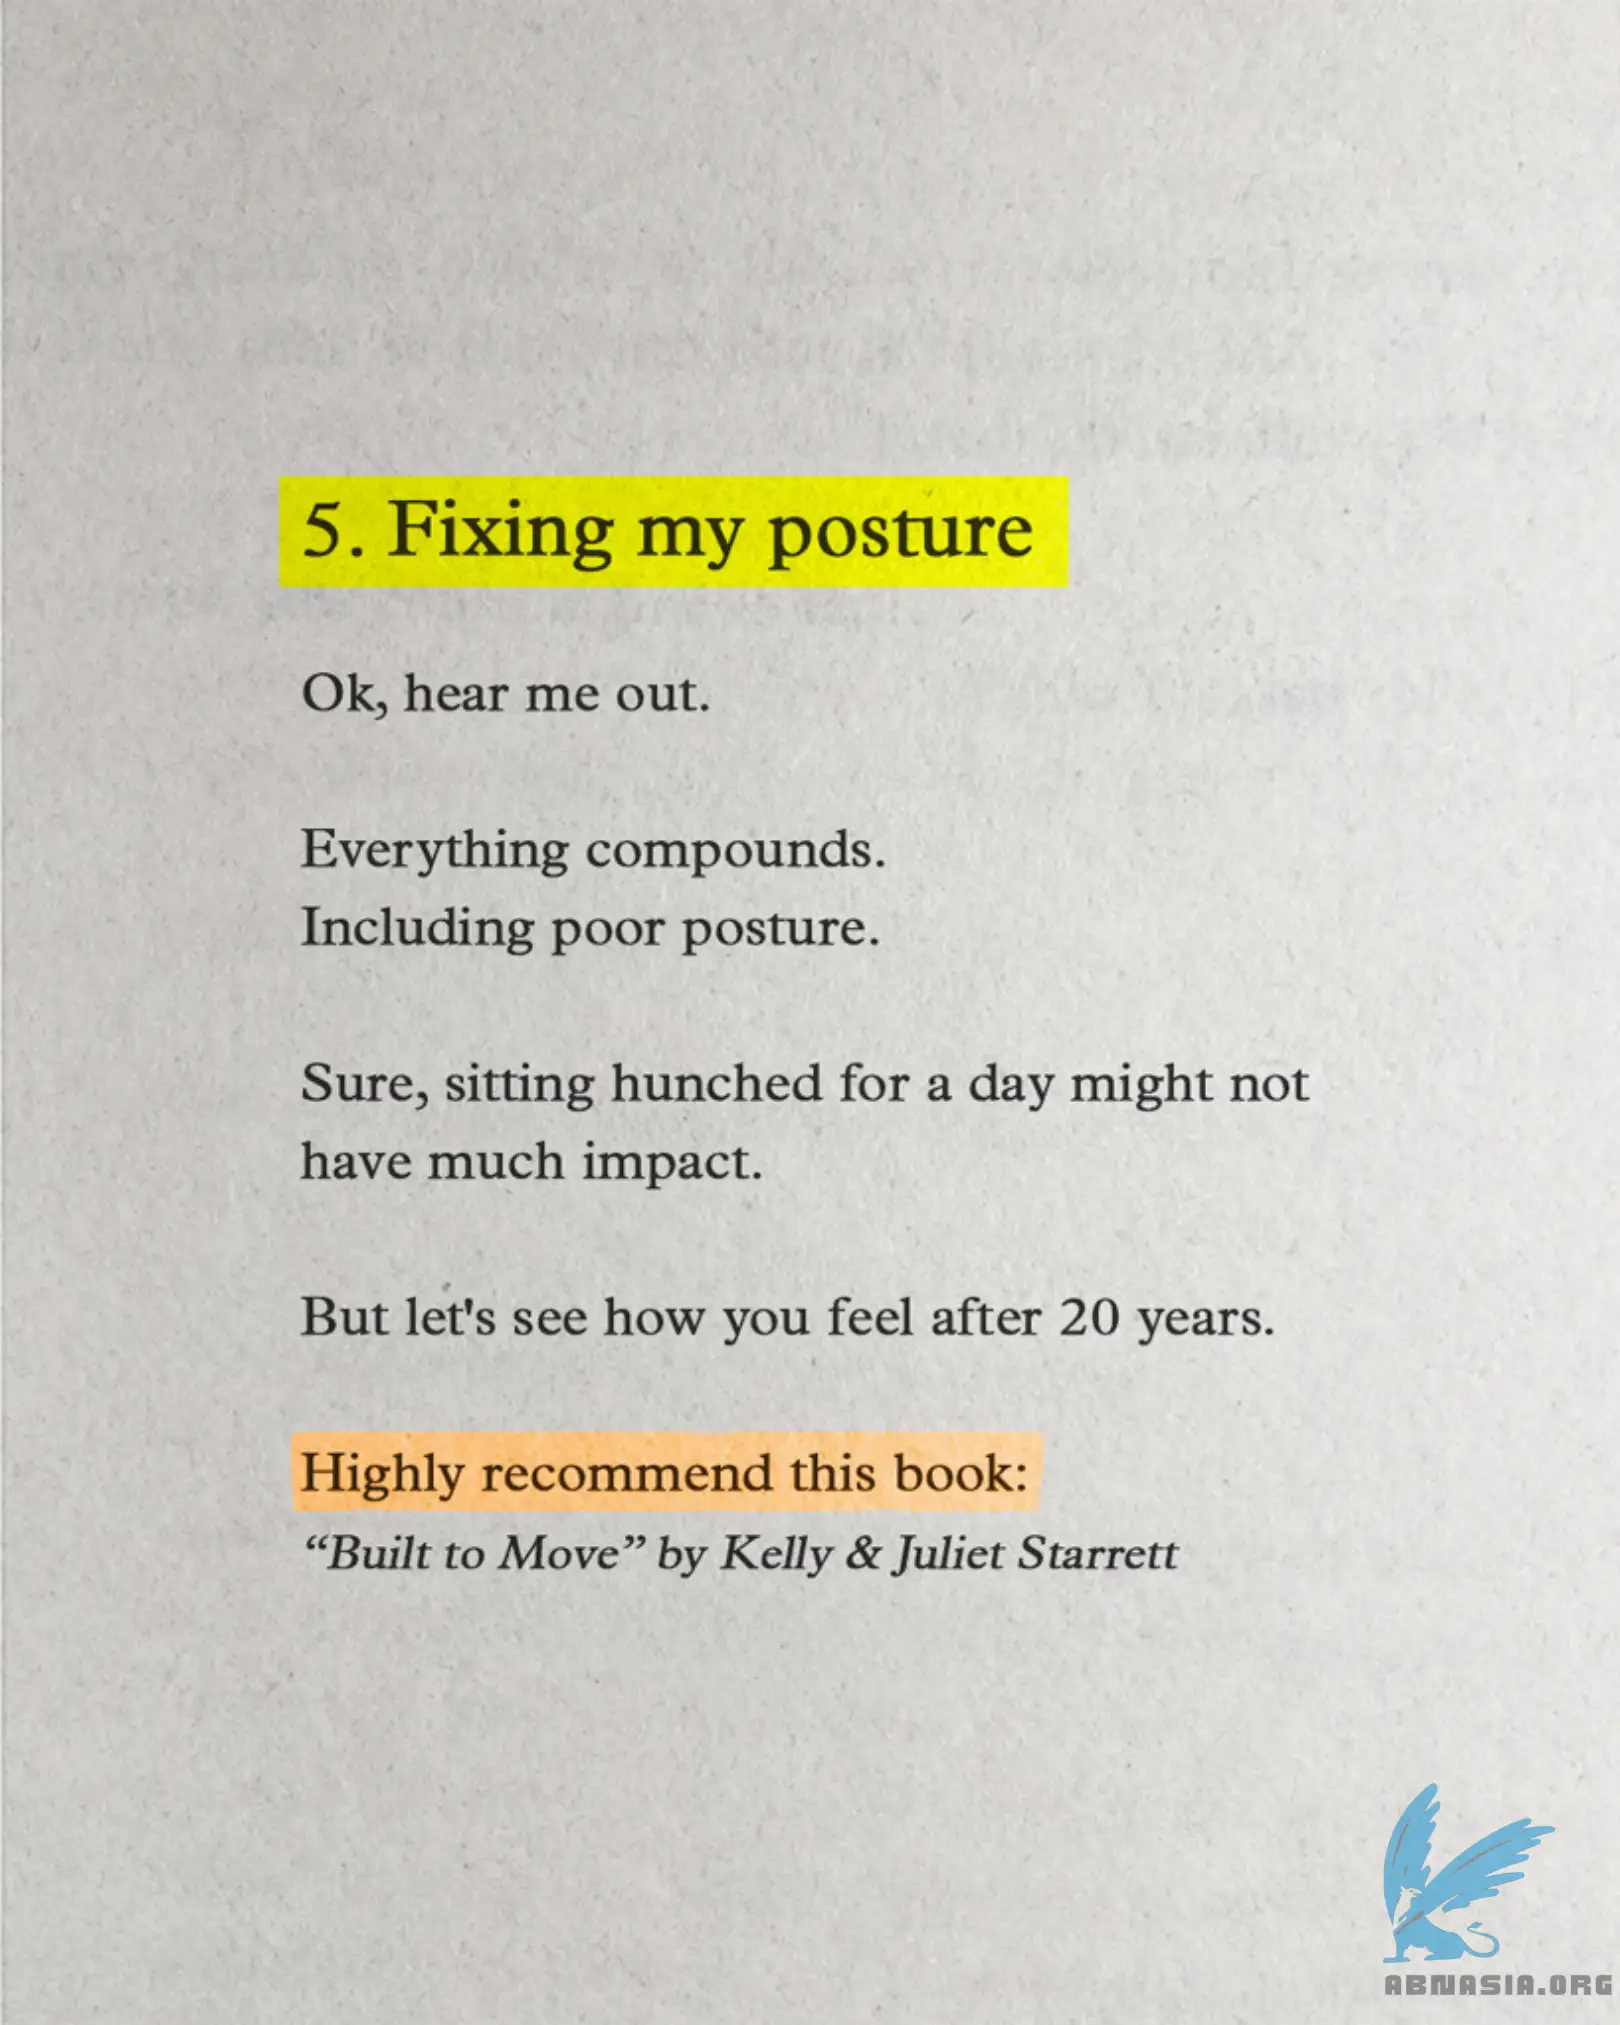 5. Fixing my posture
Ok, hear me out.
Everything compounds.
Including poor posture.
Sure, sitting hunched for a day might not
have much impact.
But let's see how you feel after 20 years.
Highly recommend this book:
“Built to Move” by Kelly & Juliet Starrett
ABNASIA.ORG